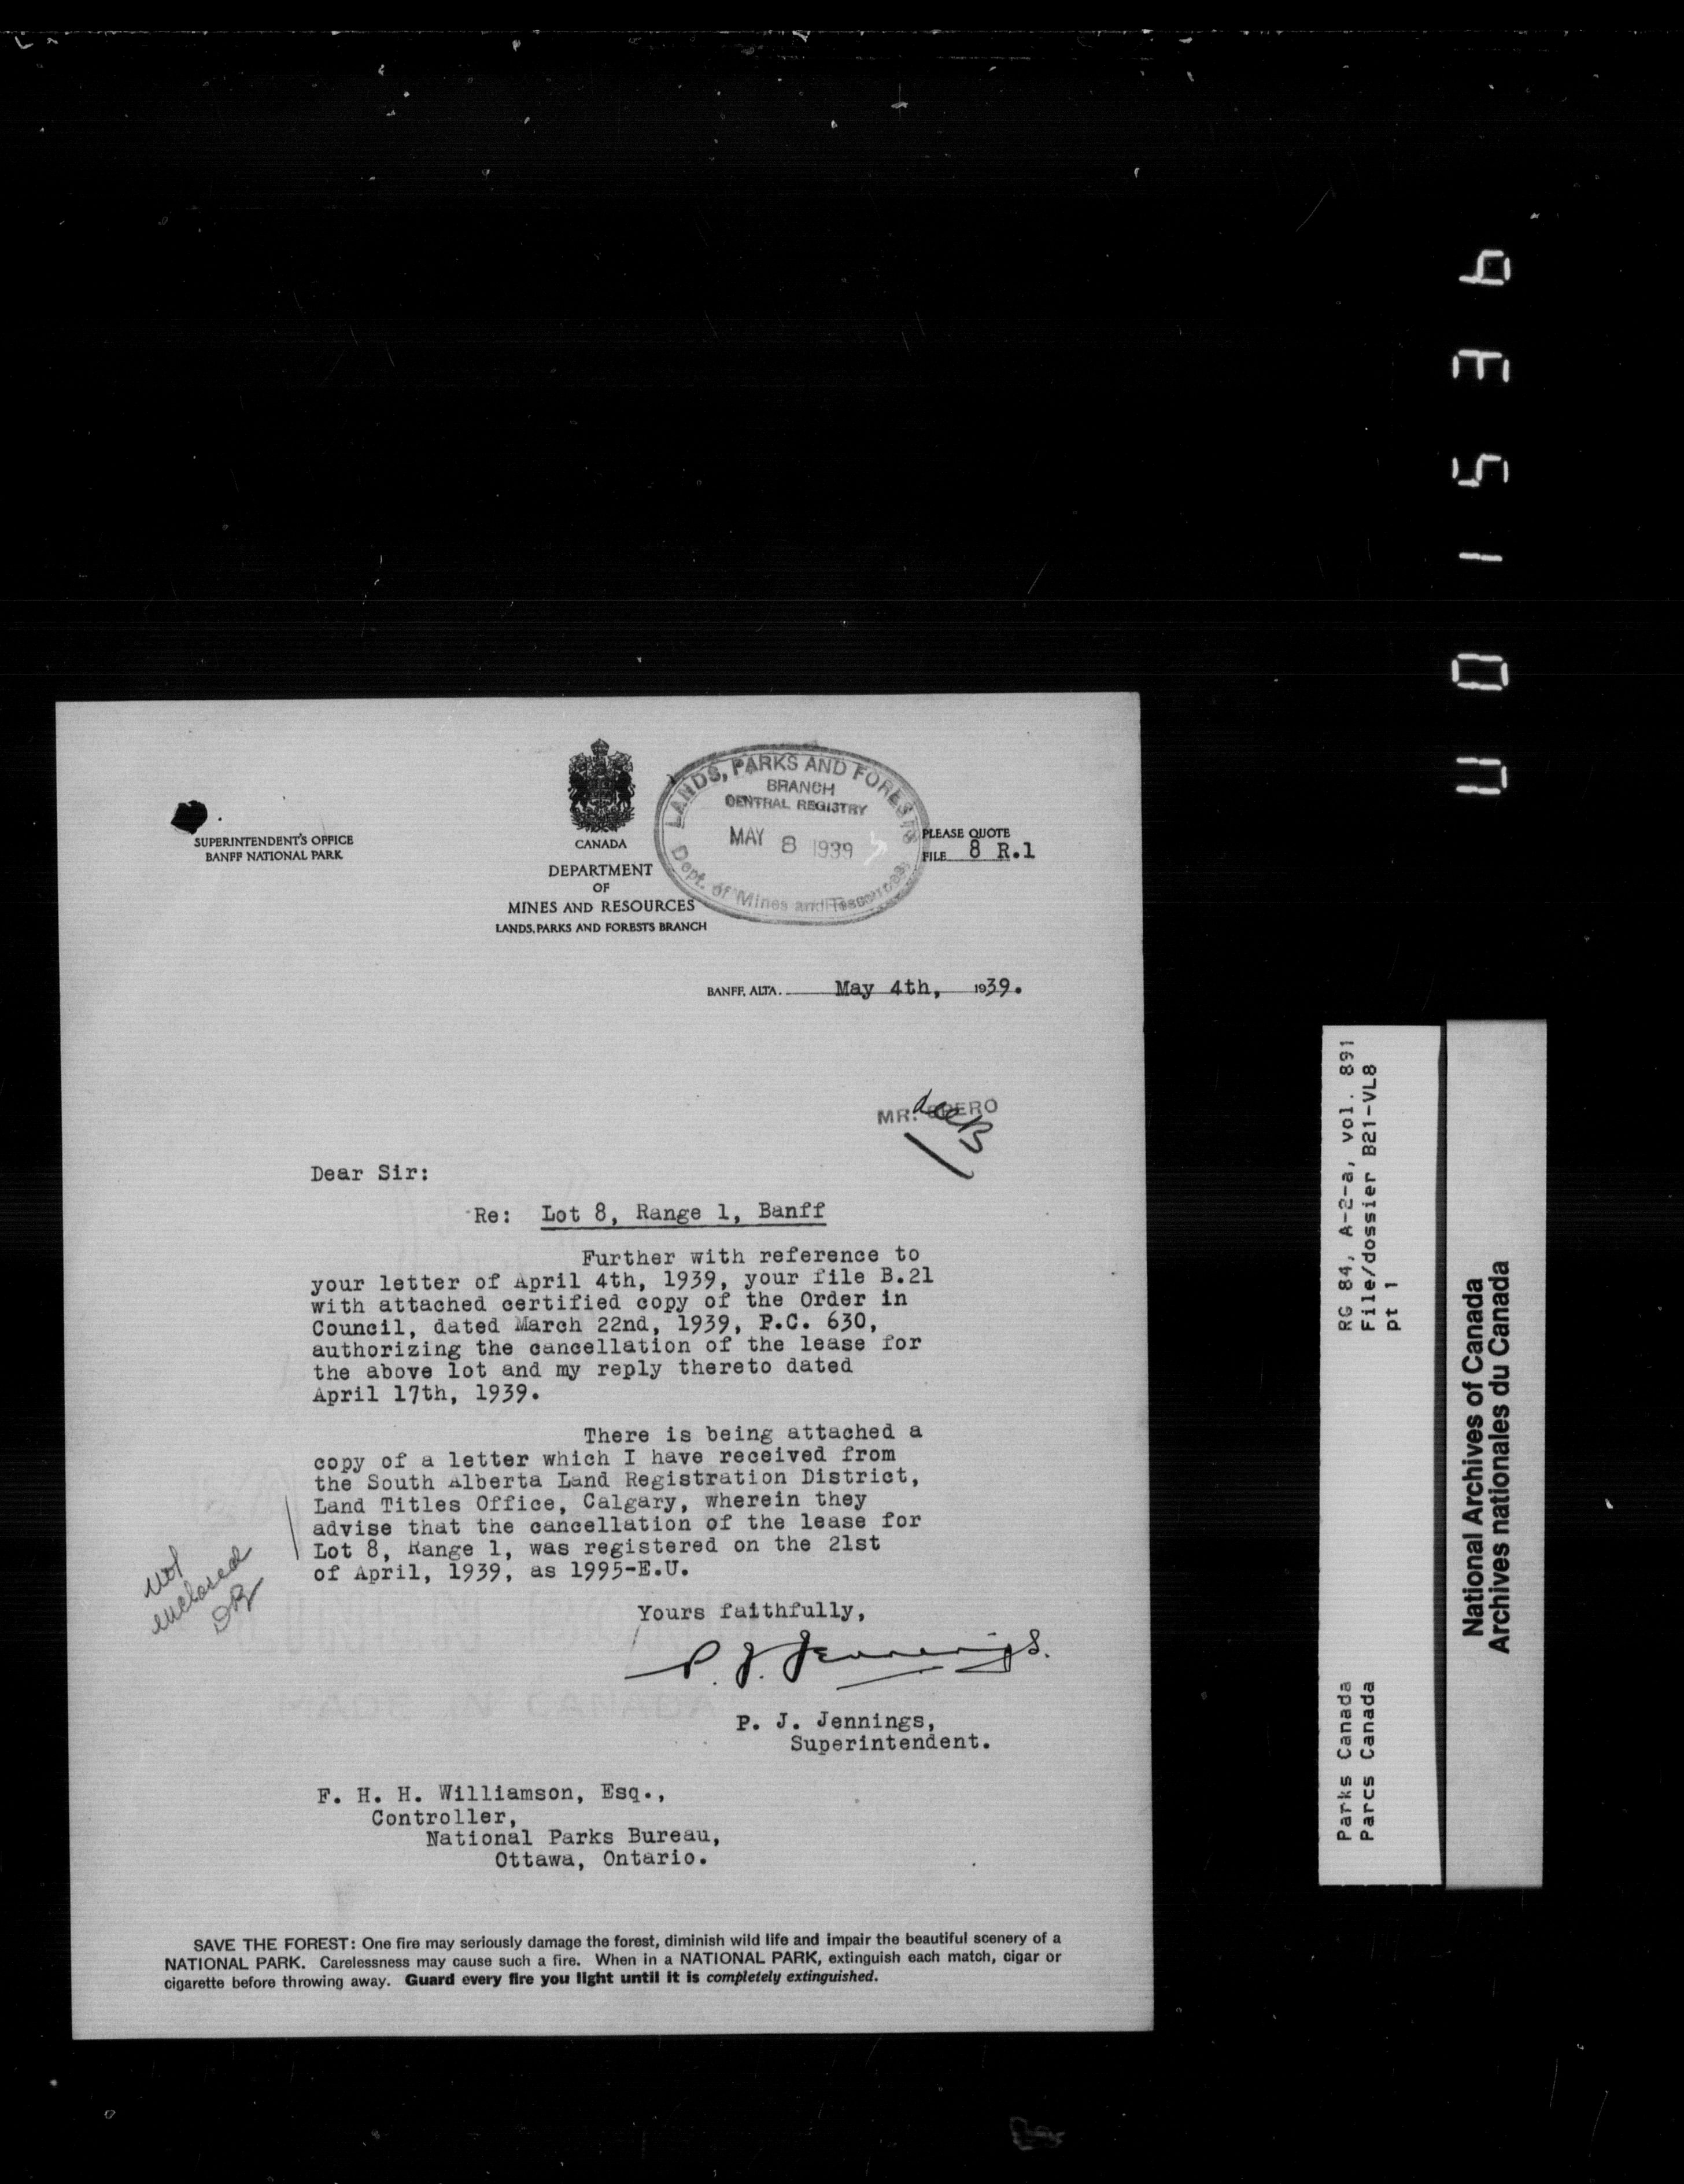 SUPERINTENDENT'S OFFICE
BANFF NATIONAL PARK
CANADA
DEPARTMENT
OF
MINES AND RESOURCES
LANDS, PARKS AND FORESTS BRANCH
LANDS, PARKS AND FORESTS
BRANCH
CENTRAL REGISTRY
MAY 8 1939
Dept. of Mines and Resources
PLEASE QUOTE
FILE 8 R.1
BANFF, ALTA. May 4th, 1939.
MR. SPERO
Dear Sir:
Re: Lot 8, Range 1, Banff
Further with reference to
your letter of April 4th, 1939, your file B.21
with attached certified copy of the Order in
Council, dated March 22nd, 1939, P.C. 630,
authorizing the cancellation of the lease for
the above lot and my reply thereto dated
April 17th, 1939.
There is being attached a
copy of a letter which I have received from
the South Alberta Land Registration District,
Land Titles Office, Calgary, wherein they
advise that the cancellation of the lease for
Lot 8, Range 1, was registered on the 21st
of April, 1939, as 1995-E.U.
not
enclosed
Yours faithfully,
P. J. Jennings.
P. J. Jennings,
Superintendent.
F. H. H. Williamson, Esq.,
Controller,
National Parks Bureau,
Ottawa, Ontario.
MADE IN CANADA
SAVE THE FOREST: One fire may seriously damage the forest, diminish wild life and impair the beautiful scenery of a
NATIONAL PARK. Carelessness may cause such a fire. When in a NATIONAL PARK, extinguish each match, cigar or
cigarette before throwing away. Guard every fire you light until it is completely extinguished.
Parks Canada
Parcs Canada
RG 84, A-2-a, vol. 891
File/dossier B21-VL8
pt 1
National Archives of Canada
Archives nationales du Canada